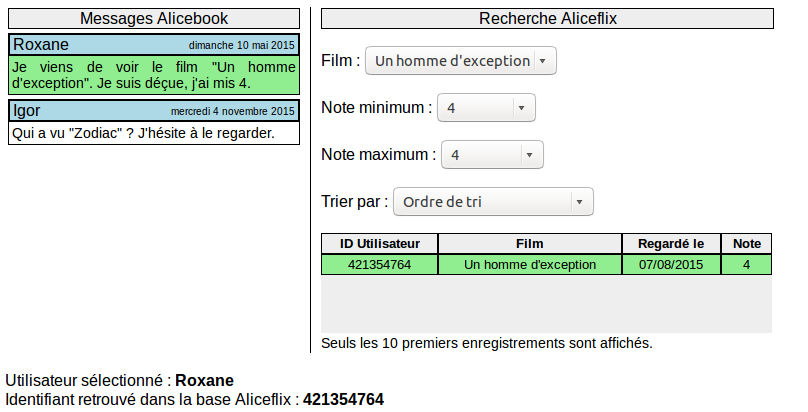 Messages Alicebook
Roxane dimanche 10 mai 2015
Je viens de voir le film "Un homme
d'exception". Je suis déçue, j'ai mis 4.
Igor mercredi 4 novembre 2015
Qui a vu "Zodiac" ? J'hésite à le regarder.
Recherche Aliceflix
Film : Un homme d'exception
Note minimum : 4
Note maximum : 4
Trier par : Ordre de tri
ID Utilisateur Film Regardé le Note
421354764 Un homme d'exception 07/08/2015 4
Seuls les 10 premiers enregistrements sont affichés.
Utilisateur sélectionné : Roxane
Identifiant retrouvé dans la base Aliceflix : 421354764